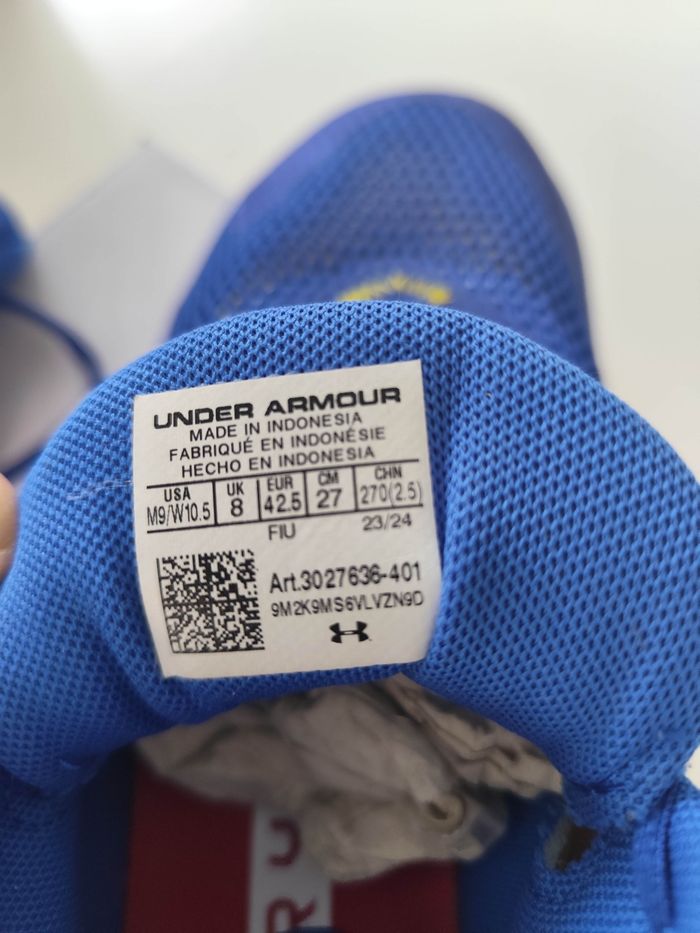 UNDER ARMOUR
MADE IN INDONESIA
FABRIQUÉ EN INDONÉSIE
HECHO EN INDONESIA
USA UK EUR CM CHN
M9/W10.5 8 42.5 27 270(2.5)
FIU 23/24
Art.3027636-401
9M2K9MS6VLVZN9D
RU